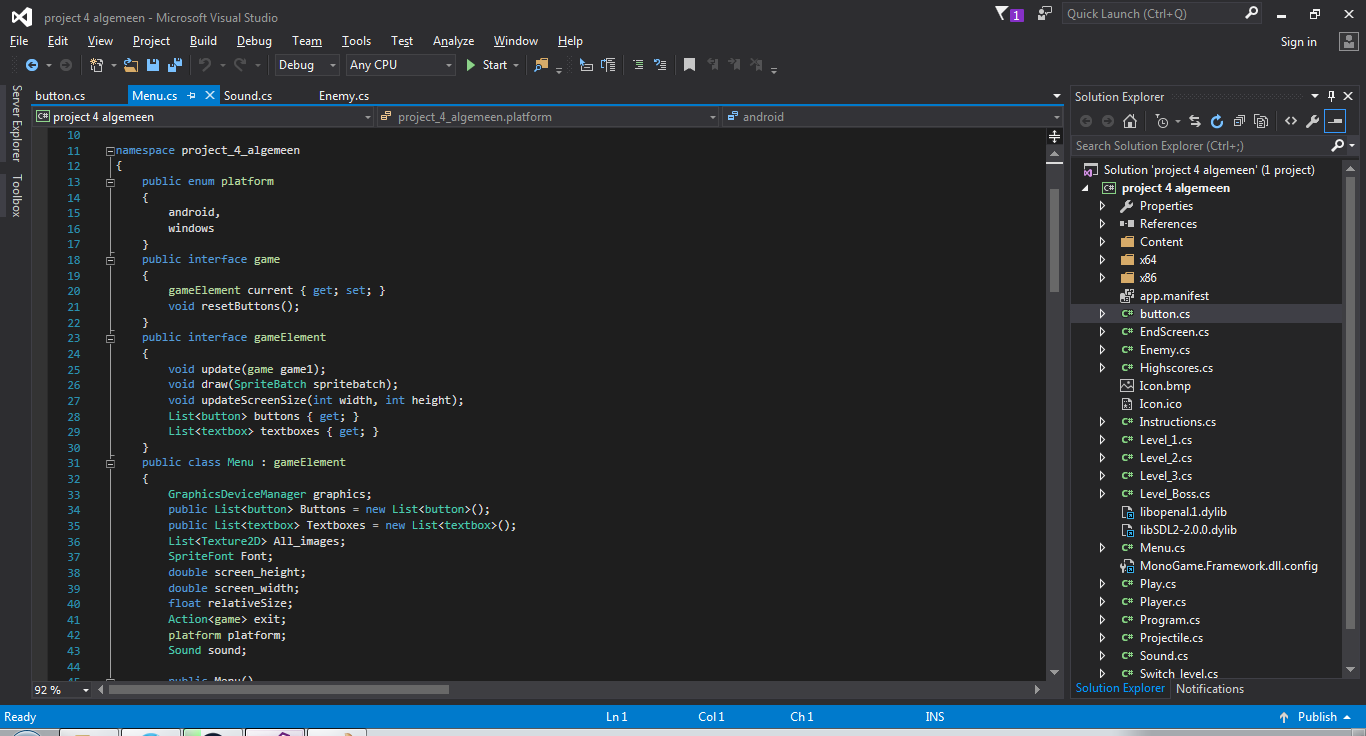 project 4 algemeen - Microsoft Visual Studio
1
Quick Launch (Ctrl+Q)
File Edit View Project Build Debug Team Tools Test Analyze Window Help
Sign in
Debug Any CPU Start
Server Explorer
Toolbox
button.cs Menu.cs Sound.cs Enemy.cs
C# project 4 algemeen project_4_algemeen.platform android
10
11 namespace project_4_algemeen
12 {
13 public enum platform
14 {
15 android,
16 windows
17 }
18 public interface game
19 {
20 gameElement current { get; set; }
21 void resetButtons();
22 }
23 public interface gameElement
24 {
25 void update(game game1);
26 void draw(SpriteBatch spritebatch);
27 void updateScreenSize(int width, int height);
28 List<button> buttons { get; }
29 List<textbox> textboxes { get; }
30 }
31 public class Menu : gameElement
32 {
33 GraphicsDeviceManager graphics;
34 public List<button> Buttons = new List<button>();
35 public List<textbox> Textboxes = new List<textbox>();
36 List<Texture2D> All_images;
37 SpriteFont Font;
38 double screen_height;
39 double screen_width;
40 float relativeSize;
41 Action<game> exit;
42 platform platform;
43 Sound sound;
44
45 public Menu()
92 %
Solution Explorer
Search Solution Explorer (Ctrl+;)
Solution 'project 4 algemeen' (1 project)
C# project 4 algemeen
Properties
References
Content
x64
x86
app.manifest
C# button.cs
C# EndScreen.cs
C# Enemy.cs
C# Highscores.cs
Icon.bmp
Icon.ico
C# Instructions.cs
C# Level_1.cs
C# Level_2.cs
C# Level_3.cs
C# Level_Boss.cs
libopenal.1.dylib
libSDL2-2.0.0.dylib
C# Menu.cs
MonoGame.Framework.dll.config
C# Play.cs
C# Player.cs
C# Program.cs
C# Projectile.cs
C# Sound.cs
C# Switch_level.cs
Solution Explorer Notifications
Ready Ln 1 Col 1 Ch 1 INS Publish